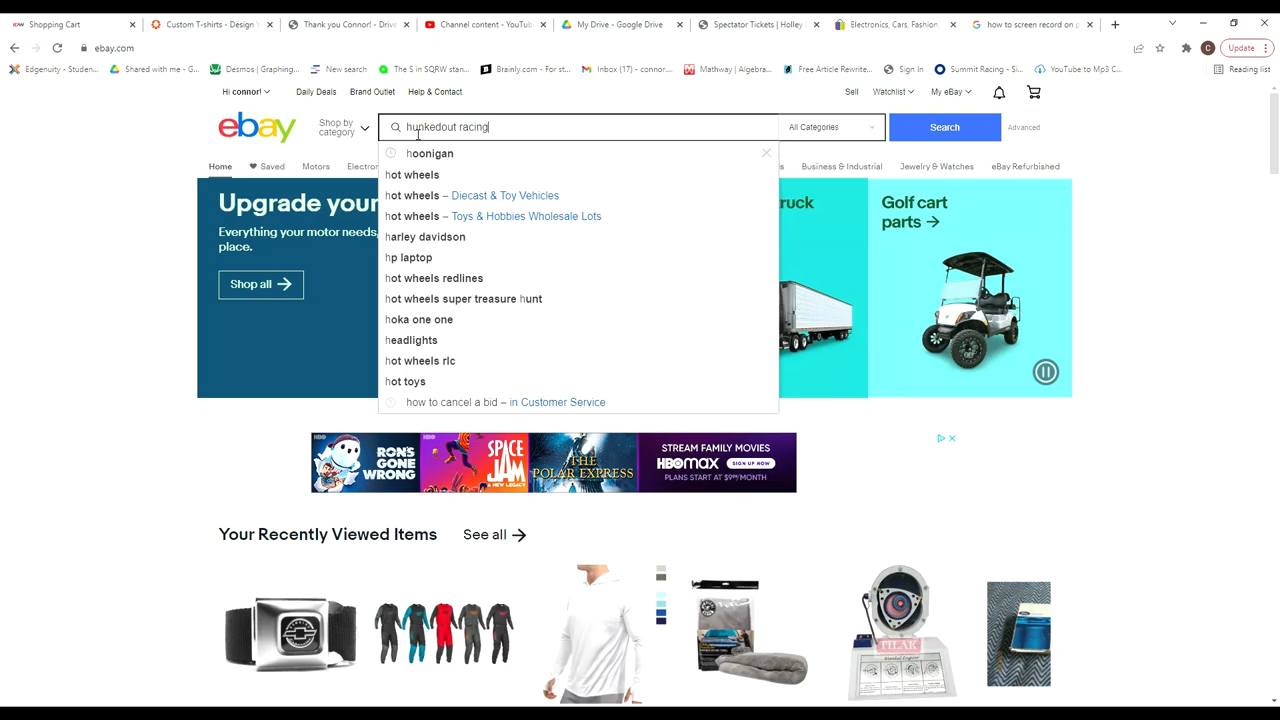 Shopping Cart
Custom T-shirts - Design Y
Thank you Connor! - Drive
Channel content - YouTube
My Drive - Google Drive
Spectator Tickets | Holley
Electronics, Cars, Fashion
how to screen record on p
ebay.com
Update
Edgenuity - Studen...
Shared with me - G...
Desmos | Graphing...
New search
The S in SQRW stan...
Brainly.com - For st...
Inbox (17) - connor....
Mathway | Algebra...
Free Article Rewrite...
Sign In
Summit Racing - Si...
YouTube to Mp3 C...
Reading list
Hi connor!
Daily Deals
Brand Outlet
Help & Contact
Sell
Watchlist
My eBay
ebay
Shop by category
hunkedout racing
All Categories
Search
Advanced
Home
Saved
Motors
Electron
Business & Industrial
Jewelry & Watches
eBay Refurbished
hoonigan
hot wheels
hot wheels – Diecast & Toy Vehicles
hot wheels – Toys & Hobbies Wholesale Lots
harley davidson
hp laptop
hot wheels redlines
hot wheels super treasure hunt
hoka one one
headlights
hot wheels rlc
hot toys
how to cancel a bid – in Customer Service
Upgrade your
Everything your motor needs,
place.
Shop all
ruck
Golf cart
parts
HBO
RON'S GONE WRONG
SPACE JAM
A NEW LEGACY
THE POLAR EXPRESS
STREAM FAMILY MOVIES
HBOmax SIGN UP NOW
PLANS START AT $9.99/MONTH
Your Recently Viewed Items
See all